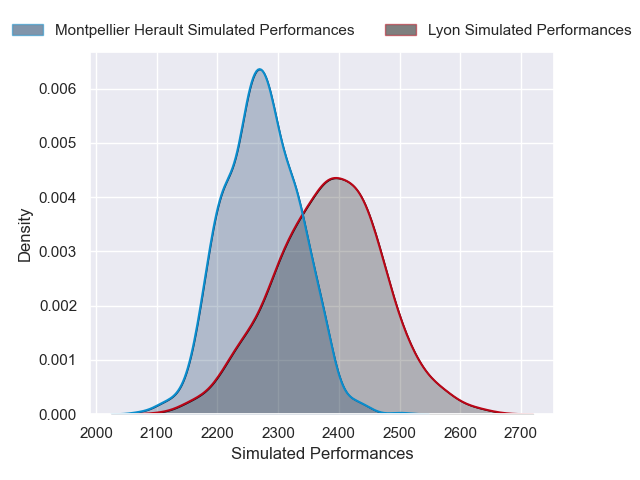 Montpellier Herault Simulated Performances
Lyon Simulated Performances
0.006
0.005
0.004
0.003
0.002
0.001
0.000
Density
2000 2100 2200 2300 2400 2500 2600 2700
Simulated Performances